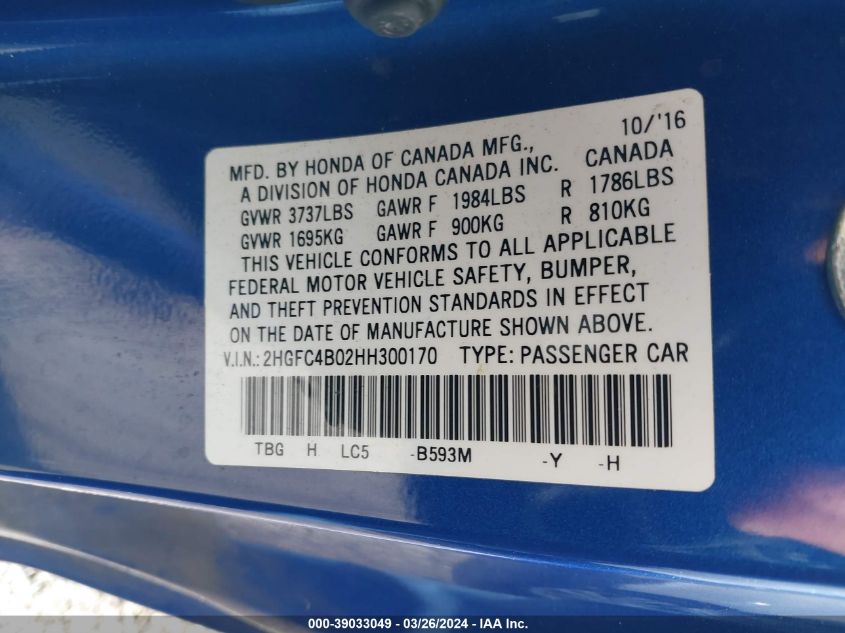 10/'16
MFD. BY HONDA OF CANADA MFG.,
A DIVISION OF HONDA CANADA INC. CANADA
GVWR 3737LBS GAWR F 1984LBS R 1786LBS
GVWR 1695KG GAWR F 900KG R 810KG
THIS VEHICLE CONFORMS TO ALL APPLICABLE
FEDERAL MOTOR VEHICLE SAFETY, BUMPER,
AND THEFT PREVENTION STANDARDS IN EFFECT
ON THE DATE OF MANUFACTURE SHOWN ABOVE.
V.I.N.: 2HGFC4B02HH300170 TYPE: PASSENGER CAR
TBG H LC5 -B593M -Y -H
000-39033049 - 03/26/2024 - IAA Inc.